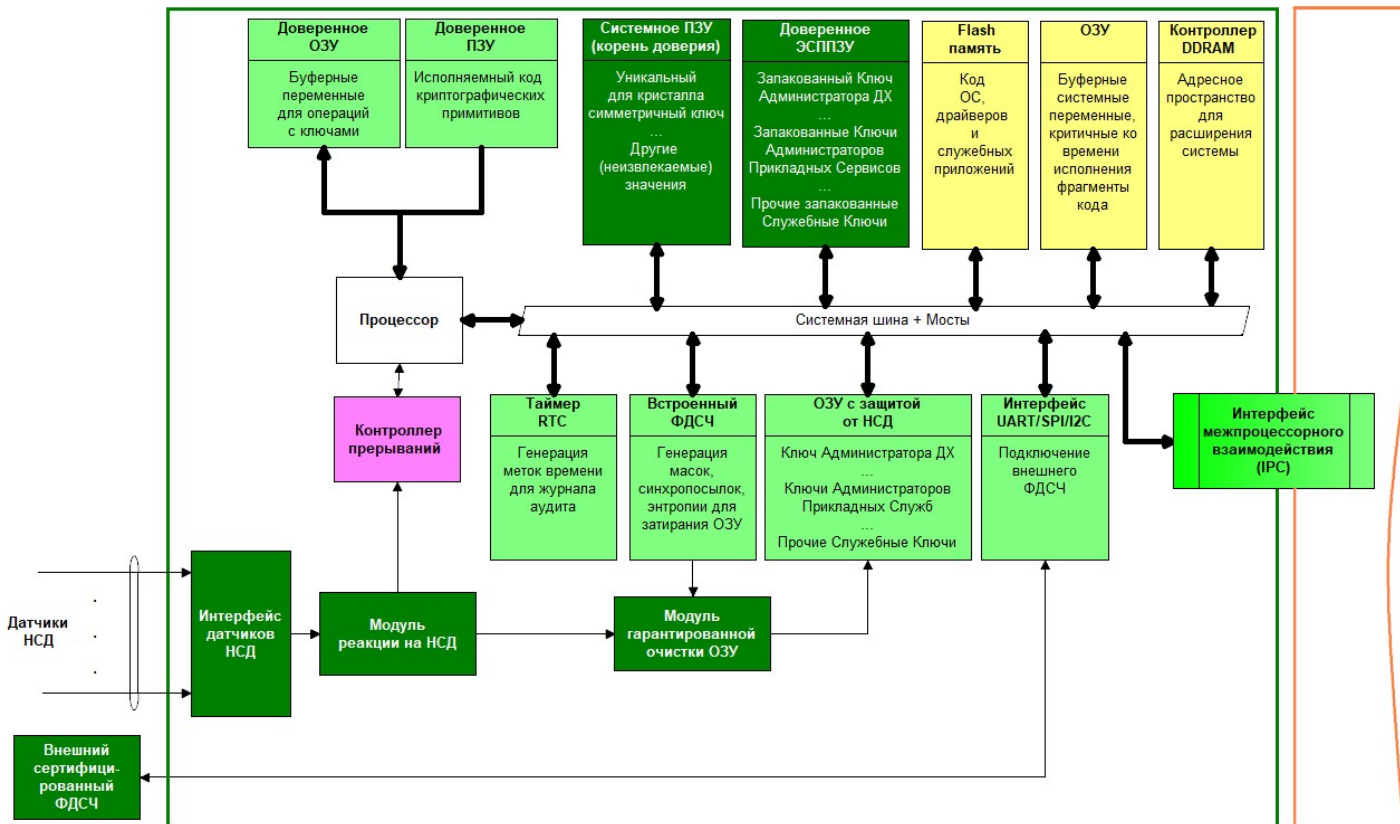 Доверенное
ОЗУ
Буферные
переменные
для операций
с ключами
Доверенное
ПЗУ
Исполняемый код
криптографических
примитивов
Системное ПЗУ
(корень доверия)
Уникальный
для кристалла
симметричный ключ
...
Другие
(неизвлекаемые)
значения
Доверенное
ЭСППЗУ
Запакованный Ключ
Администратора ДХ
...
Запакованные Ключи
Администраторов
Прикладных Сервисов
...
Прочие запакованные
Служебные Ключи
Flash
память
Код
ОС,
драйверов
и
служебных
приложений
ОЗУ
Буферные
системные
переменные,
критичные ко
времени
исполнения
фрагменты
кода
Контроллер
DDRAM
Адресное
пространство
для
расширения
системы
Процессор
Системная шина + Мосты
Контроллер
прерываний
Таймер
RTC
Генерация
меток времени
для журнала
аудита
Встроенный
ФДСЧ
Генерация
масок,
синхропосылок,
энтропии для
затирания ОЗУ
ОЗУ с защитой
от НСД
Ключ Администратора ДХ
...
Ключи Администраторов
Прикладных Служб
...
Прочие Служебные Ключи
Интерфейс
UART/SPI/I2C
Подключение
внешнего
ФДСЧ
Интерфейс
межпроцессорного
взаимодействия
(IPC)
Датчики
НСД
Интерфейс
датчиков
НСД
Модуль
реакции на НСД
Модуль
гарантированной
очистки ОЗУ
Внешний
сертифици-
рованный
ФДСЧ